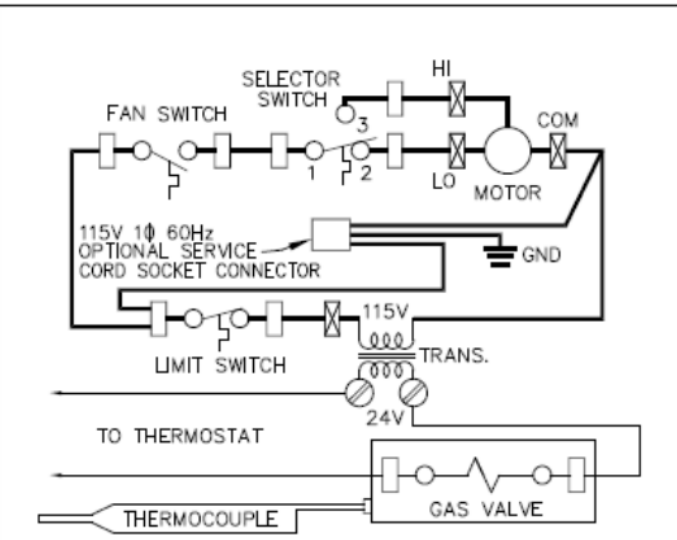 HI
SELECTOR
SWITCH
FAN SWITCH
3
COM
1
2
LO
MOTOR
115V 1ϕ 60Hz
OPTIONAL SERVICE
CORD SOCKET CONNECTOR
GND
115V
LIMIT SWITCH
TRANS.
24V
TO THERMOSTAT
GAS VALVE
THERMOCOUPLE